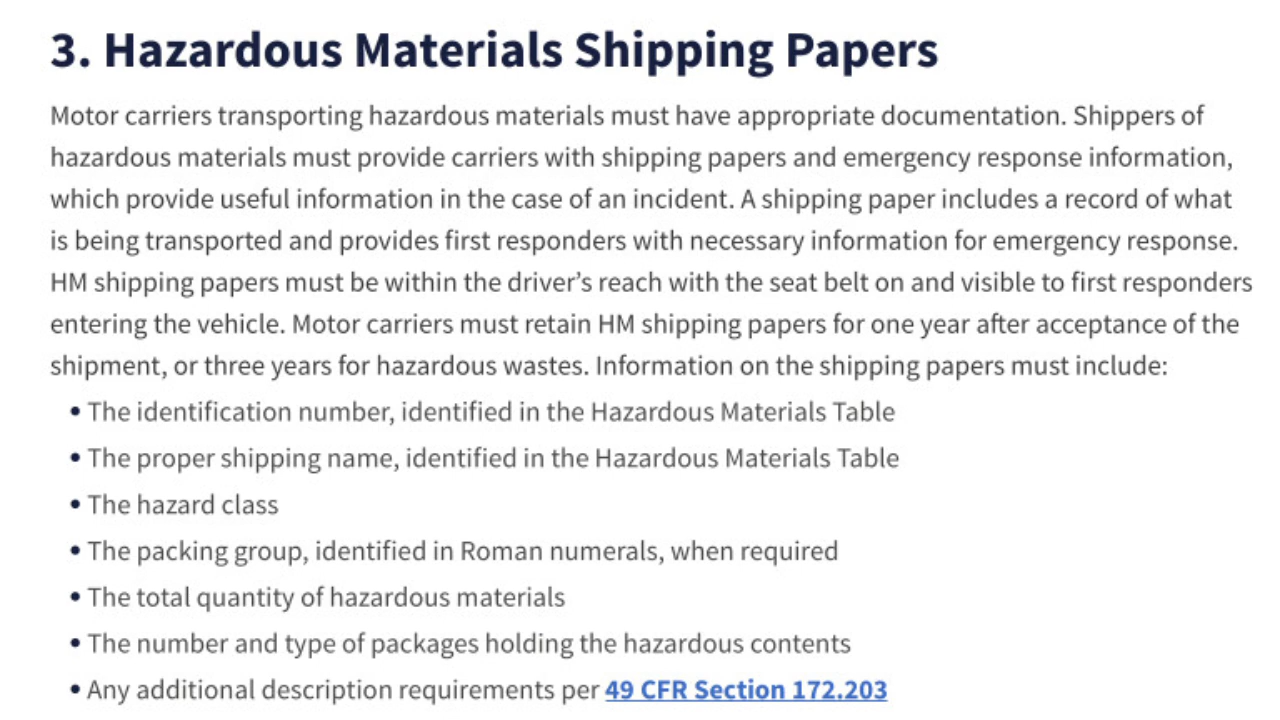 3. Hazardous Materials Shipping Papers
Motor carriers transporting hazardous materials must have appropriate documentation. Shippers of
hazardous materials must provide carriers with shipping papers and emergency response information,
which provide useful information in the case of an incident. A shipping paper includes a record of what
is being transported and provides first responders with necessary information for emergency response.
HM shipping papers must be within the driver’s reach with the seat belt on and visible to first responders
entering the vehicle. Motor carriers must retain HM shipping papers for one year after acceptance of the
shipment, or three years for hazardous wastes. Information on the shipping papers must include:
• The identification number, identified in the Hazardous Materials Table
• The proper shipping name, identified in the Hazardous Materials Table
• The hazard class
• The packing group, identified in Roman numerals, when required
• The total quantity of hazardous materials
• The number and type of packages holding the hazardous contents
• Any additional description requirements per 49 CFR Section 172.203